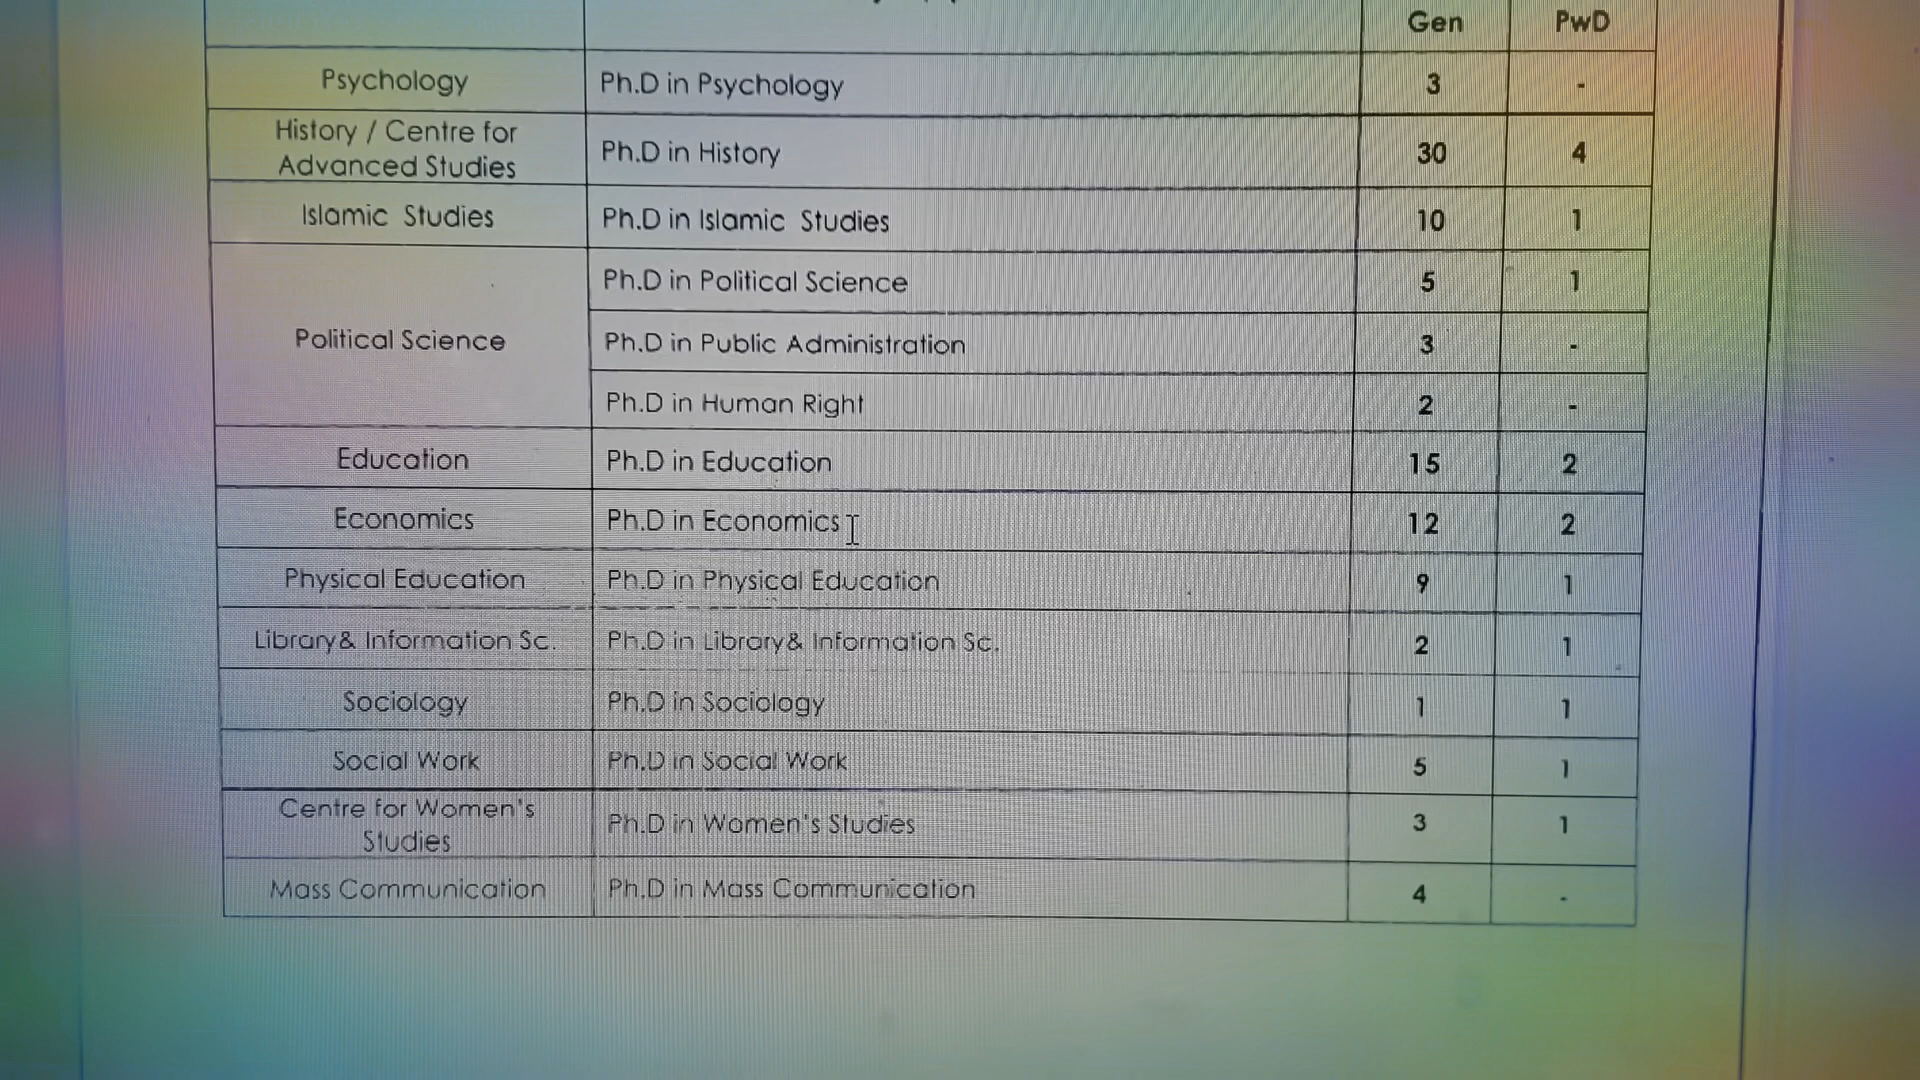 Gen PwD
Psychology Ph.D in Psychology 3 -
History / Centre for
Advanced Studies Ph.D in History 30 4
Islamic Studies Ph.D in Islamic Studies 10 1
Political Science Ph.D in Political Science 5 1
Ph.D in Public Administration 3 -
Ph.D in Human Right 2 -
Education Ph.D in Education 15 2
Economics Ph.D in Economics 12 2
Physical Education Ph.D in Physical Education 9 1
Library& Information Sc. Ph.D in Library& Information Sc. 2 1
Sociology Ph.D in Sociology 1 1
Social Work Ph.D in Social Work 5 1
Centre for Women's
Studies Ph.D in Women's Studies 3 1
Mass Communication Ph.D in Mass Communication 4 -